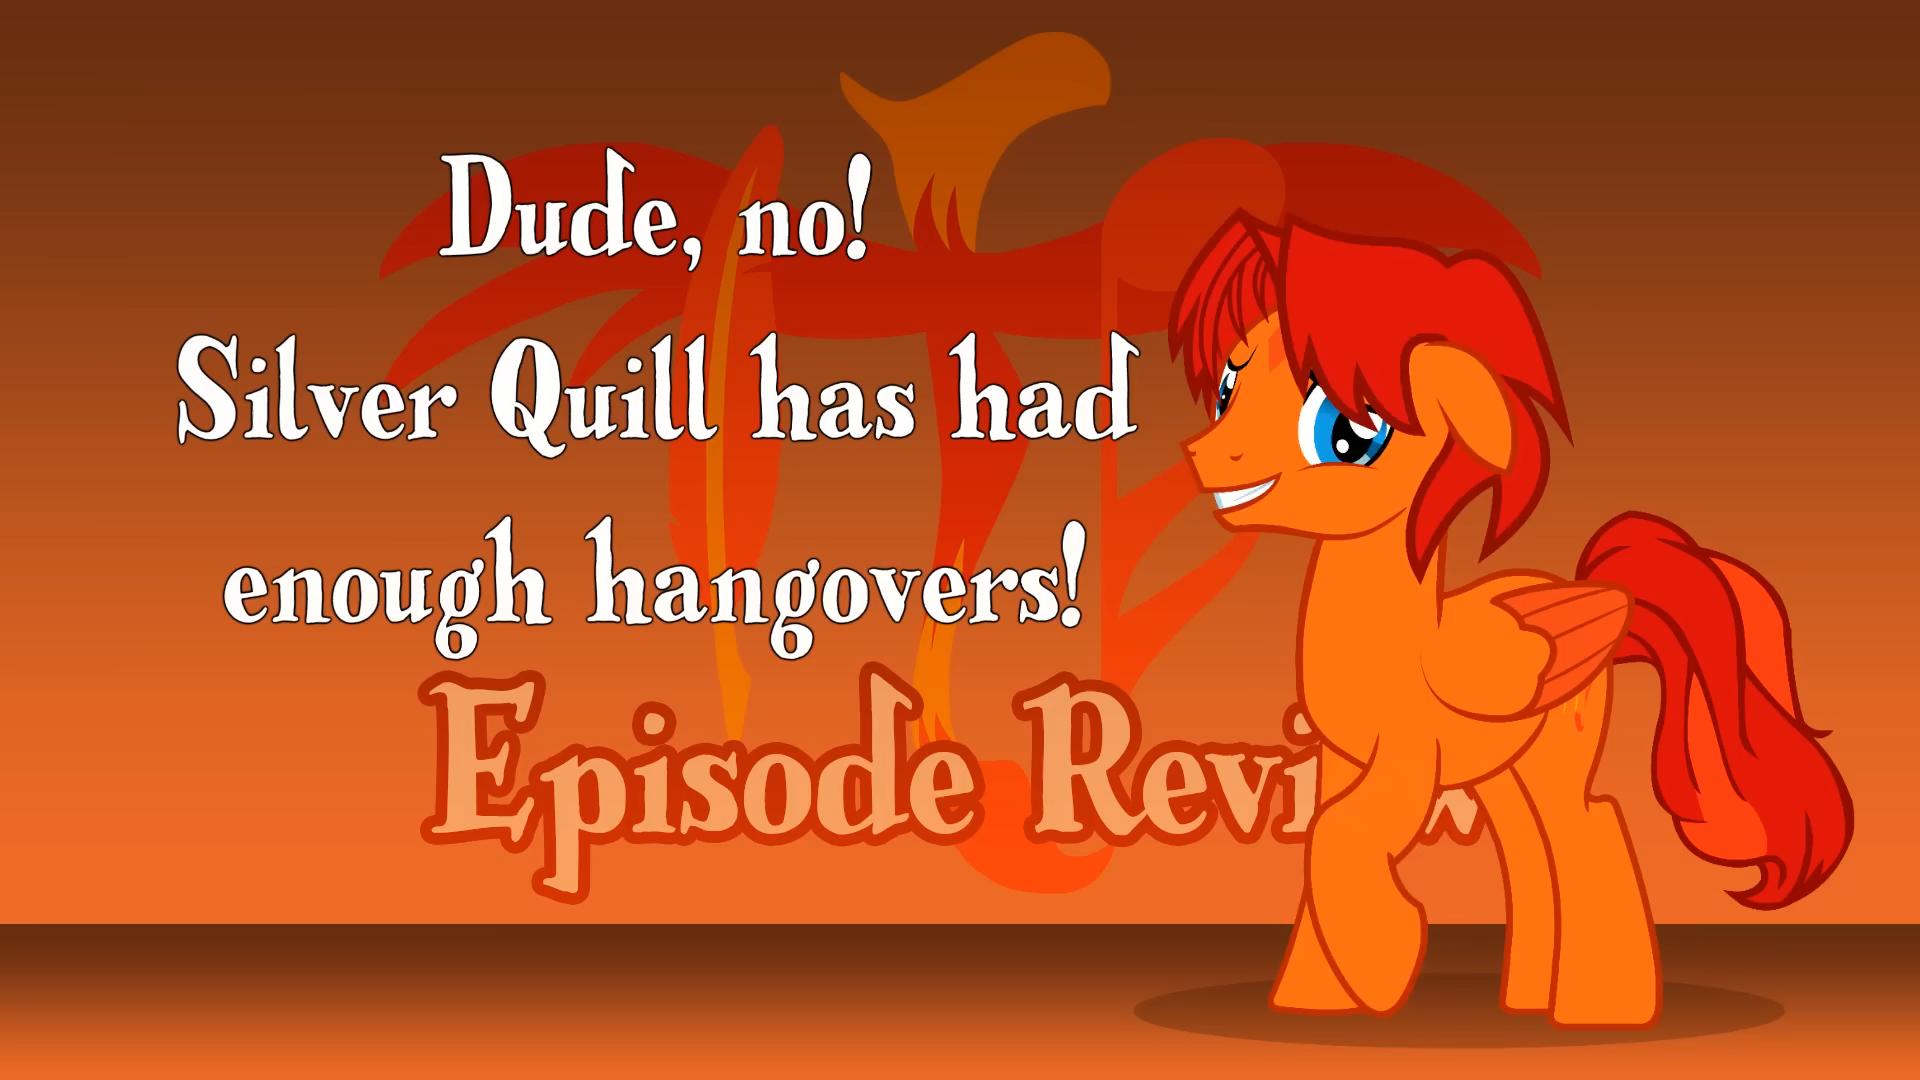 Dude, no!
Silver Quill has had
enough hangovers!
Episode Revi w